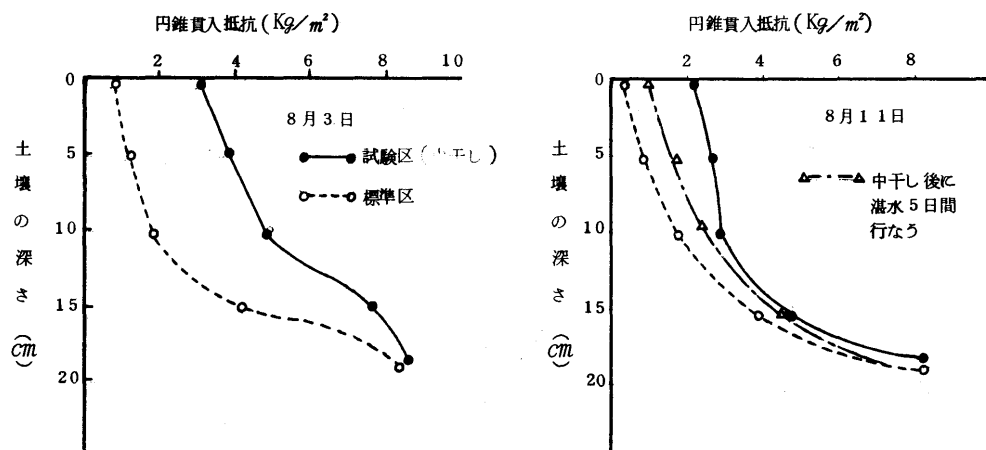 円錐貫入抵抗(Kg/m²)
2 4 6 8 10
0
5
10
15
20
土壌の深さ(cm)
8月3日
試験区(中干し)
標準区
円錐貫入抵抗(Kg/m²)
2 4 6 8
0
5
10
15
20
土壌の深さ(cm)
8月11日
中干し後に
湛水5日間
行なう